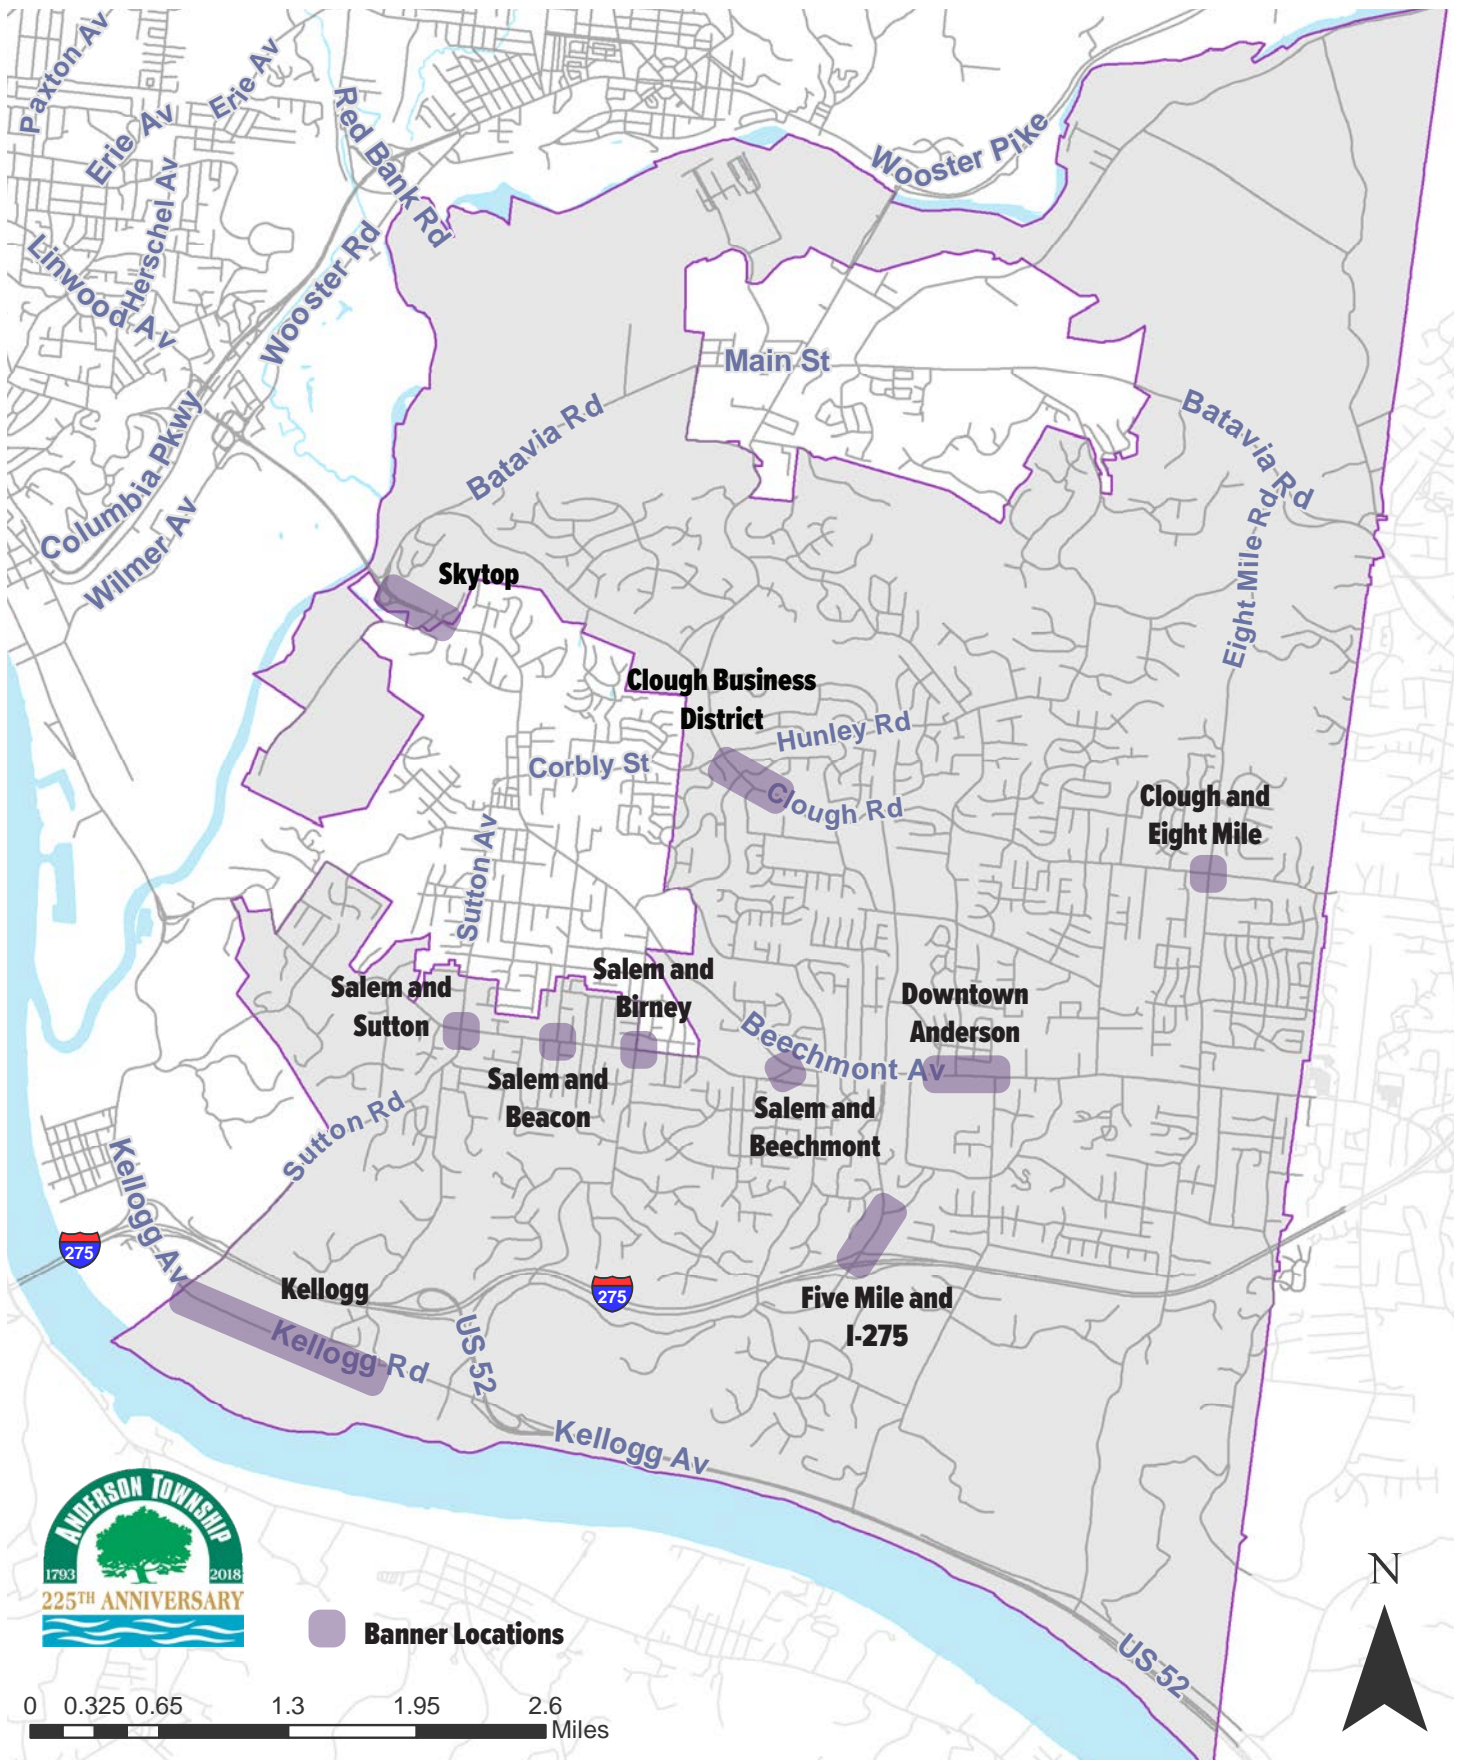 Paxton Av
Erie Av
Erie Av
Red Bank Rd
Herschel Av
Linwood Av
Wooster Rd
Wooster Pike
Main St
Batavia Rd
Batavia Rd
Columbia Pkwy
Wilmer Av
Eight Mile Rd
Skytop
Clough Business
District
Hunley Rd
Corbly St
Clough Rd
Clough and
Eight Mile
Sutton Av
Salem and
Sutton
Salem and
Birney
Downtown
Anderson
Beechmont Av
Salem and
Beacon
Salem and
Beechmont
Sutton Rd
Kellogg Av
275
Kellogg
275
Five Mile and
I-275
Kellogg Rd
US 52
Kellogg Av
ANDERSON TOWNSHIP
1793
2018
225TH ANNIVERSARY
Banner Locations
N
US 52
0 0.325 0.65 1.3 1.95 2.6
Miles